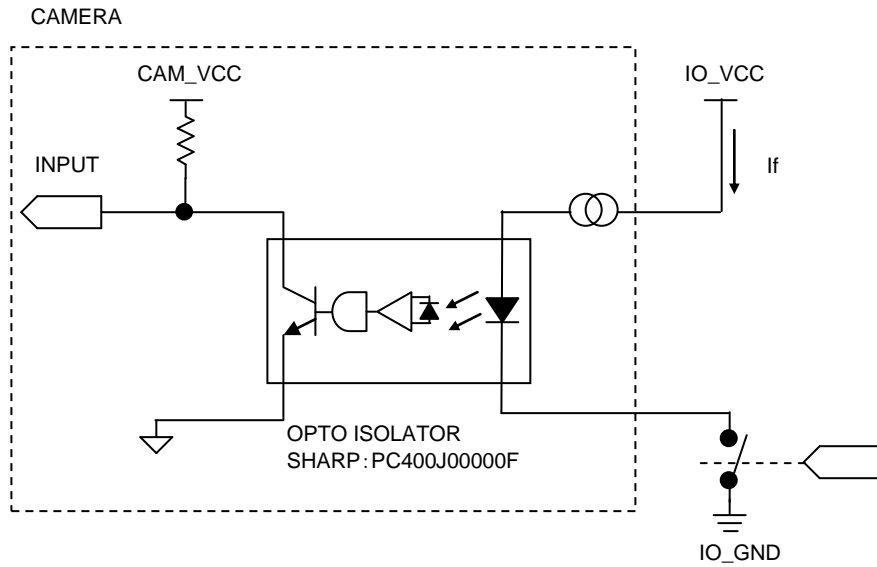 CAMERA
CAM_VCC
IO_VCC
INPUT
If
OPTO ISOLATOR
SHARP:PC400J00000F
IO_GND